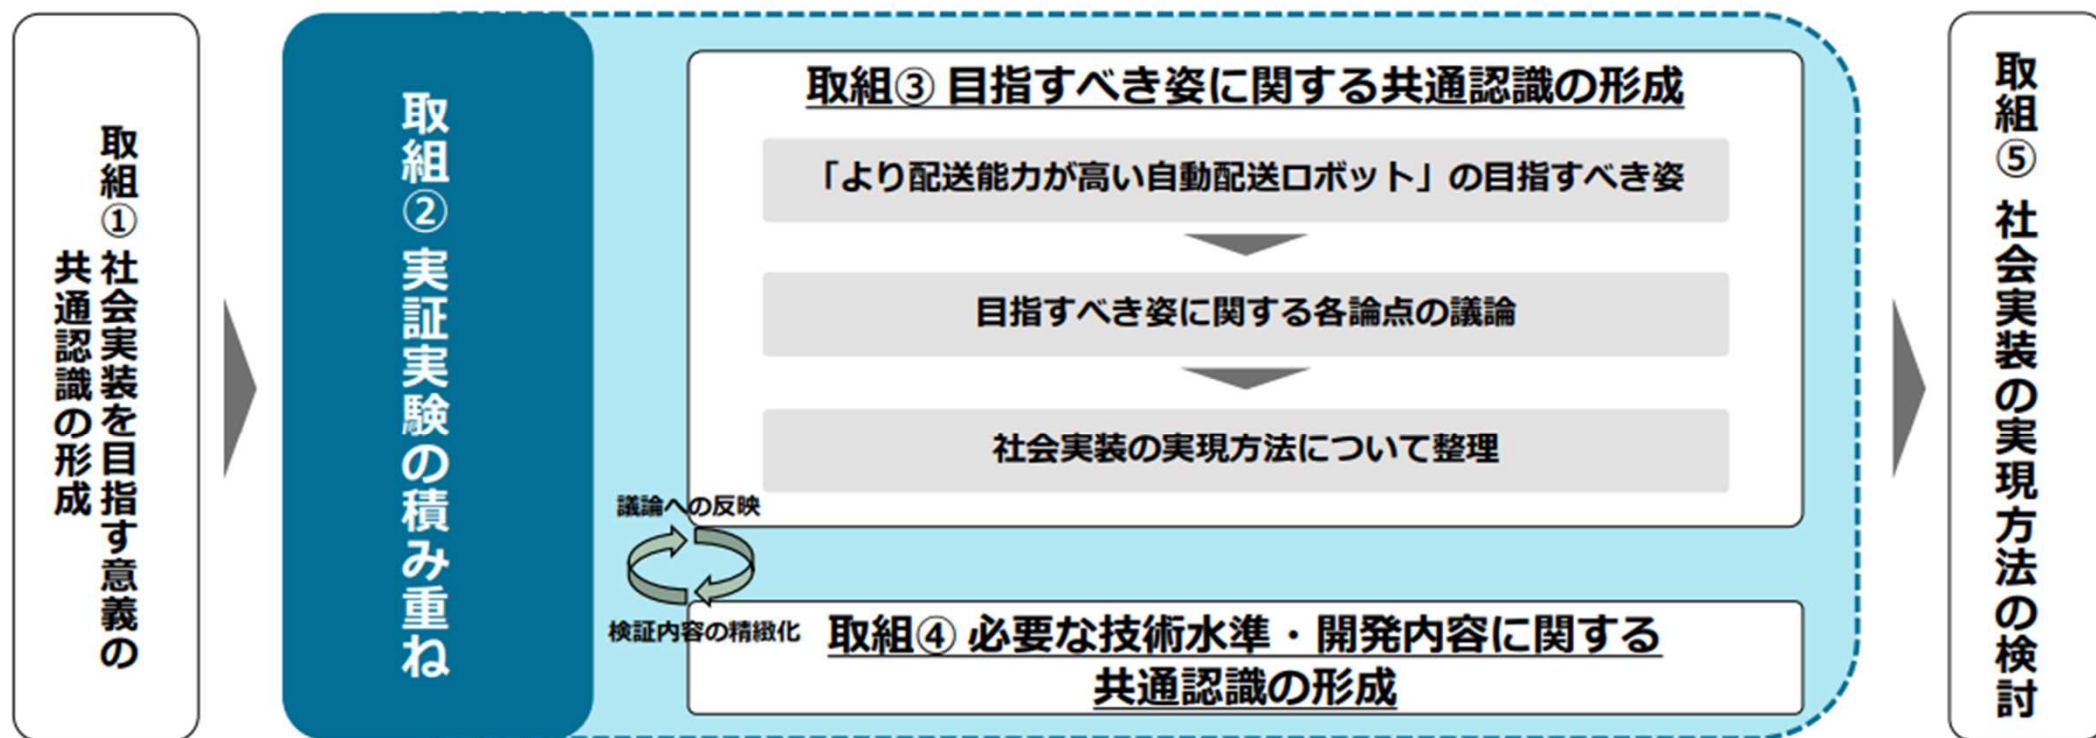 取組① 社会実装を目指す意義の
共通認識の形成
取組② 実証実験の積み重ね
取組③ 目指すべき姿に関する共通認識の形成
「より配送能力が高い自動配送ロボット」の目指すべき姿
目指すべき姿に関する各論点の議論
社会実装の実現方法について整理
議論への反映
検証内容の精緻化
取組④ 必要な技術水準・開発内容に関する
共通認識の形成
取組⑤ 社会実装の実現方法の検討